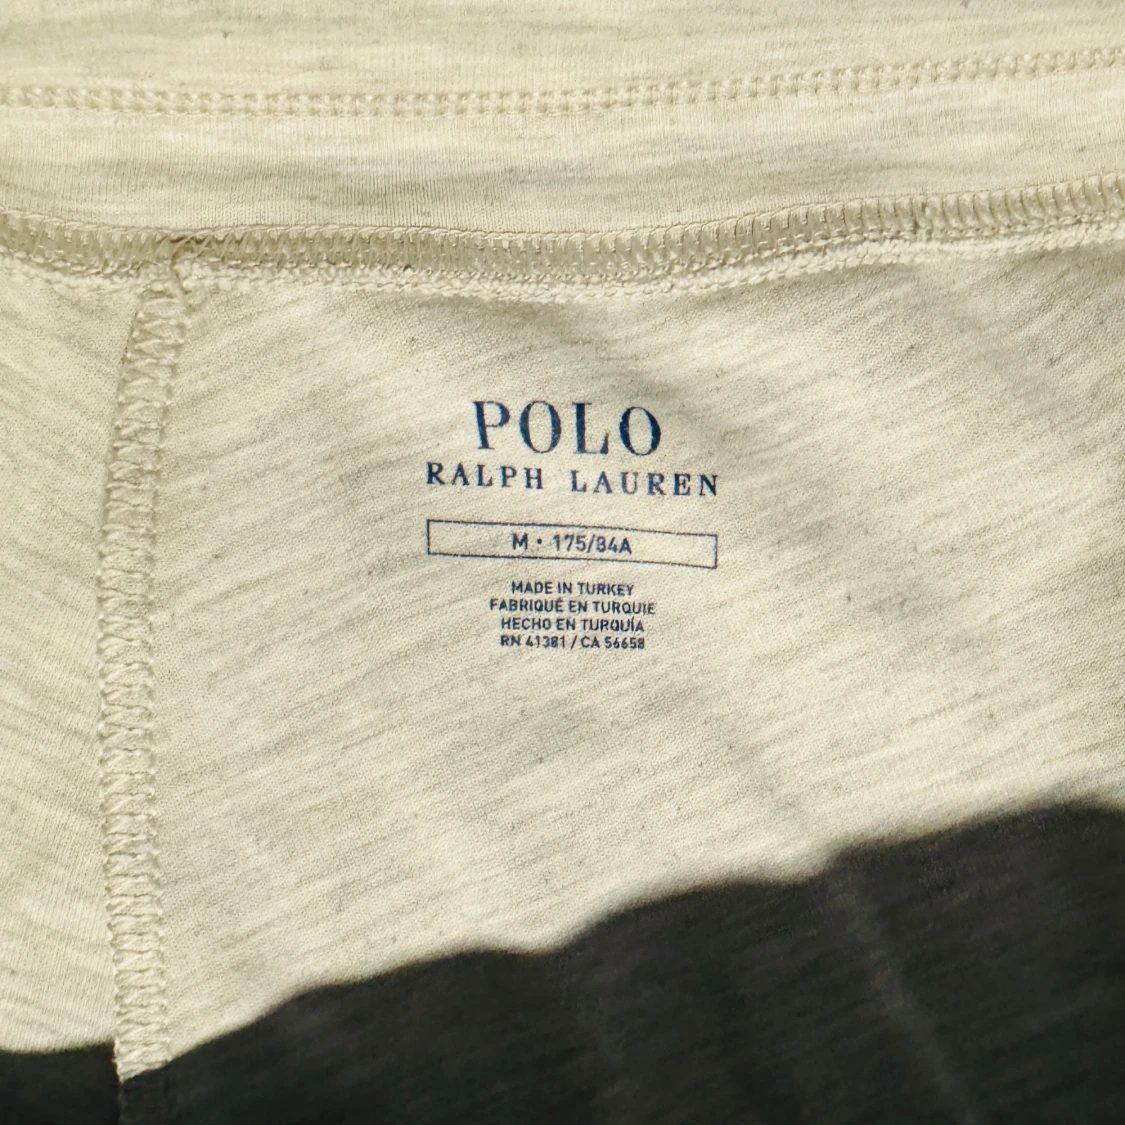 POLO
RALPH LAUREN
M • 175/84A
MADE IN TURKEY
FABRIQUÉ EN TURQUIE
HECHO EN TURQUÍA
RN 41381 / CA 56658